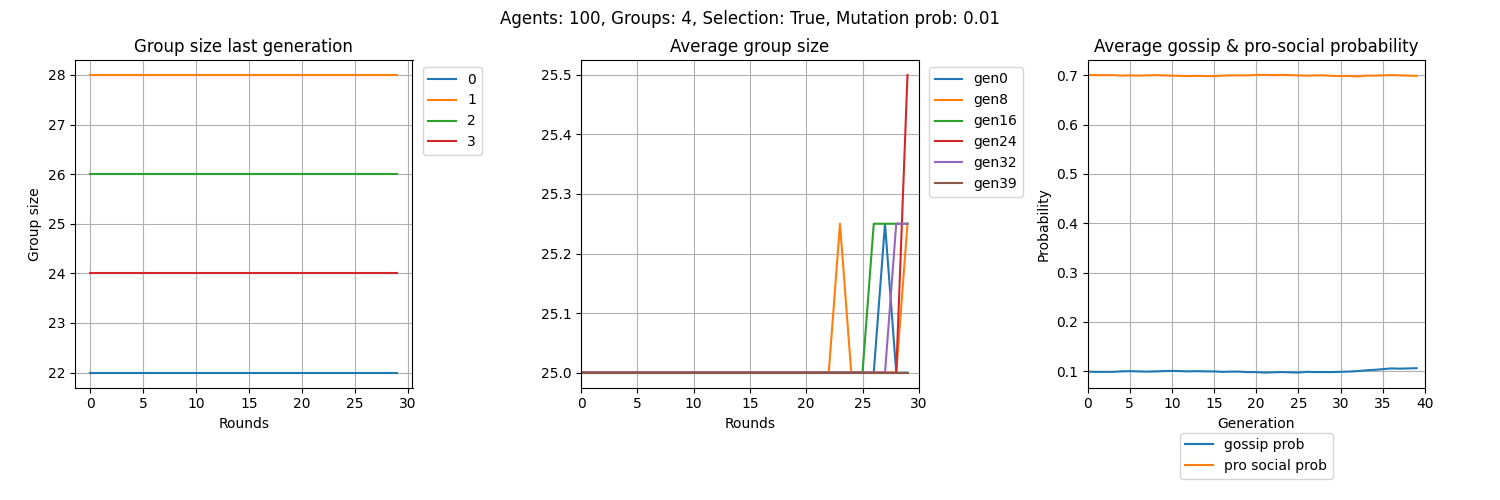 Agents: 100, Groups: 4, Selection: True, Mutation prob: 0.01
Group size last generation
28
27
26
25
24
23
22
Group size
0
5
10
15
20
25
30
Rounds
0
1
2
3
Average group size
25.5
25.4
25.3
25.2
25.1
25.0
0
5
10
15
20
25
30
Rounds
gen0
gen8
gen16
gen24
gen32
gen39
Average gossip & pro-social probability
0.7
0.6
0.5
0.4
0.3
0.2
0.1
Probability
0
5
10
15
20
25
30
35
40
Generation
gossip prob
pro social prob